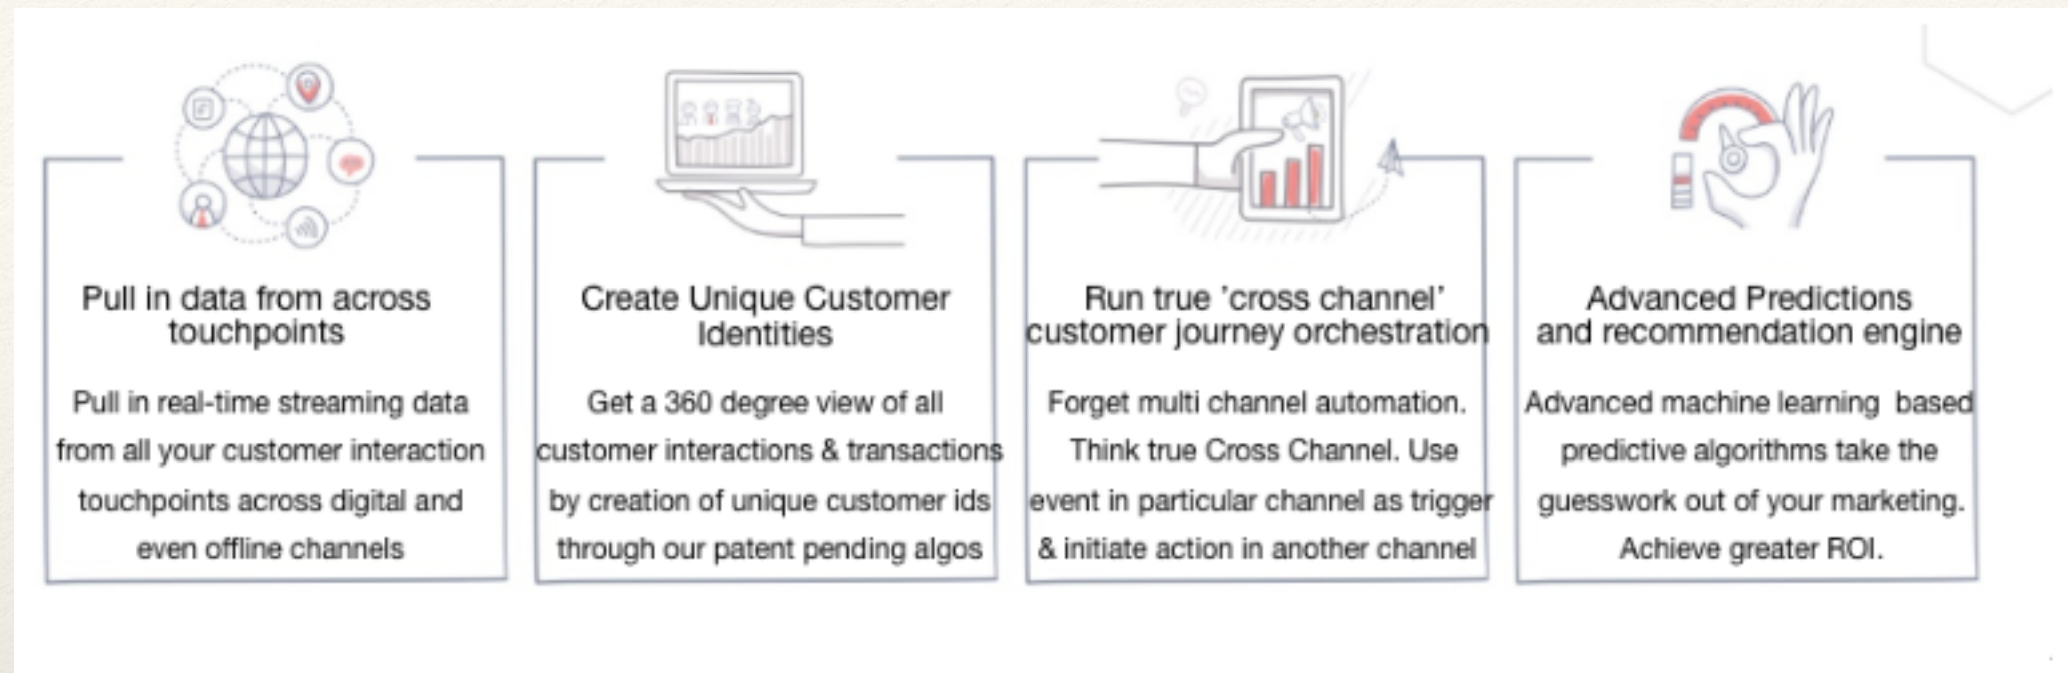 Pull in data from across
touchpoints
Pull in real-time streaming data
from all your customer interaction
touchpoints across digital and
even offline channels
Create Unique Customer
Identities
Get a 360 degree view of all
customer interactions & transactions
by creation of unique customer ids
through our patent pending algos
Run true 'cross channel'
customer journey orchestration
Forget multi channel automation.
Think true Cross Channel. Use
event in particular channel as trigger
& initiate action in another channel
Advanced Predictions
and recommendation engine
Advanced machine learning  based
predictive algorithms take the
guesswork out of your marketing.
Achieve greater ROI.